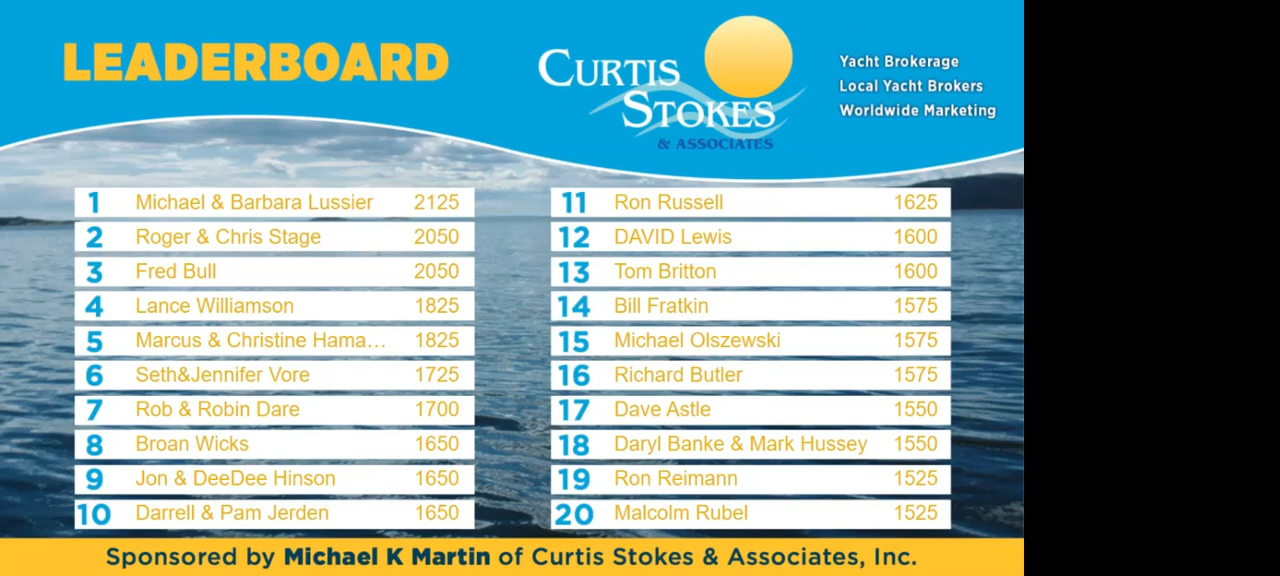 LEADERBOARD
CURTIS
STOKES
& ASSOCIATES
Yacht Brokerage
Local Yacht Brokers
Worldwide Marketing
1 Michael & Barbara Lussier 2125
2 Roger & Chris Stage 2050
3 Fred Bull 2050
4 Lance Williamson 1825
5 Marcus & Christine Hama... 1825
6 Seth&Jennifer Vore 1725
7 Rob & Robin Dare 1700
8 Broan Wicks 1650
9 Jon & DeeDee Hinson 1650
10 Darrell & Pam Jerden 1650
11 Ron Russell 1625
12 DAVID Lewis 1600
13 Tom Britton 1600
14 Bill Fratkin 1575
15 Michael Olszewski 1575
16 Richard Butler 1575
17 Dave Astle 1550
18 Daryl Banke & Mark Hussey 1550
19 Ron Reimann 1525
20 Malcolm Rubel 1525
Sponsored by Michael K Martin of Curtis Stokes & Associates, Inc.